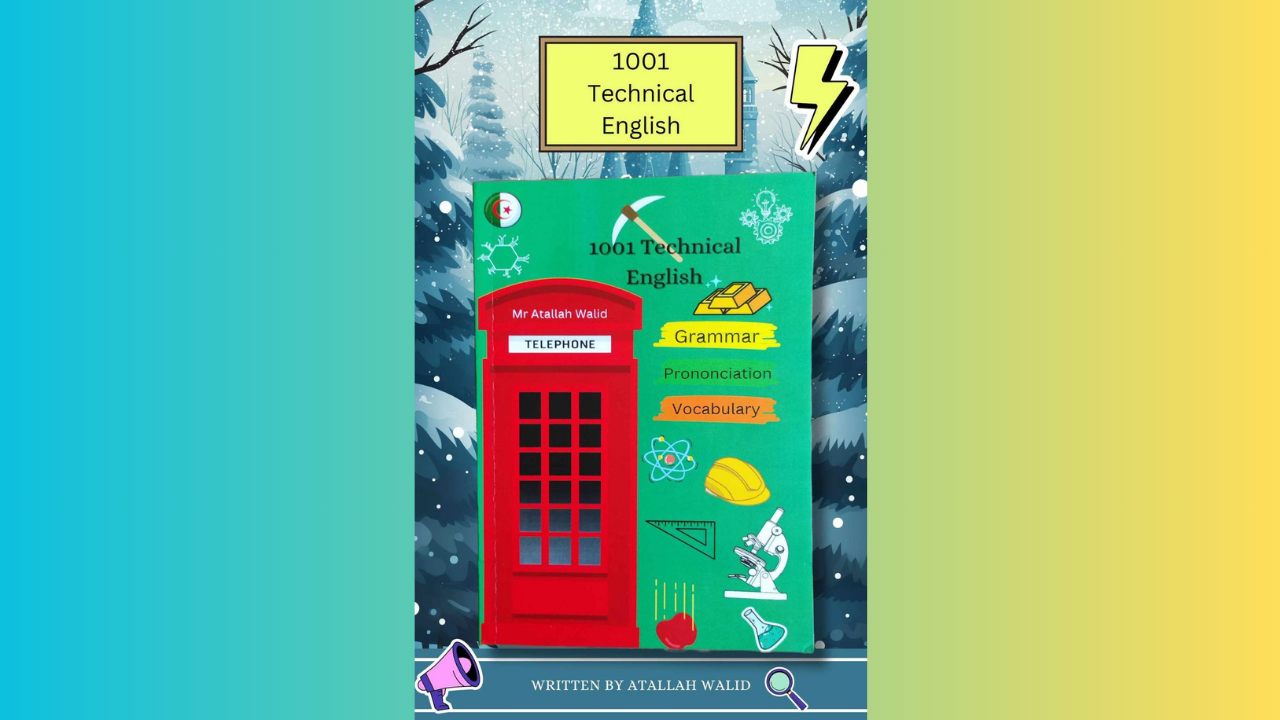 1001
Technical
English
1001 Technical
English
Mr Atallah Walid
TELEPHONE
Grammar
Prononciation
Vocabulary
WRITTEN BY ATALLAH WALID